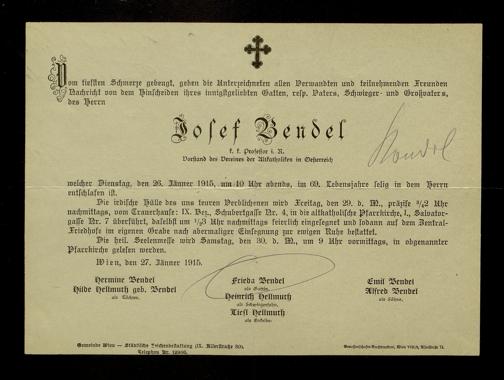 Vom tiefsten Schmerze gebeugt, geben die Unterzeichneten allen Verwandten und teilnehmenden Freunden
Nachricht von dem Hinscheiden ihres innigstgeliebten Gatten, resp. Vaters, Schwieger- und Großvaters,
des Herrn
Josef Bendel
k. k. Professor i. R.
Vorstand des Vereines der Altkatholiken in Oesterreich
Bendel
welcher Dienstag, den 26. Jänner 1915, um 10 Uhr abends, im 69. Lebensjahre selig in dem Herrn
entschlafen ist.
Die irdische Hülle des uns teuren Verblichenen wird Freitag, den 29. d. M., präzise 3/4 2 Uhr
nachmittags, vom Trauerhause: IX. Bez., Schubertgasse Nr. 4, in die altkatholische Pfarrkirche, I., Salvator-
gasse Nr. 7 überführt, daselbst um 1/2 3 Uhr nachmittags feierlich eingesegnet und sodann auf dem Zentral-
Friedhofe im eigenen Grabe nach abermaliger Einsegnung zur ewigen Ruhe bestattet.
Die heil. Seelenmesse wird Samstag, den 30. d. M., um 9 Uhr vormittags, in obgenannter
Pfarrkirche gelesen werden.
Wien, den 27. Jänner 1915.
Hermine Bendel
Hilde Hellmuth geb. Bendel
als Töchter.
Frieda Bendel
als Gattin.
Heinrich Hellmuth
als Schwiegersohn.
Liesl Hellmuth
als Enkelin.
Emil Bendel
Alfred Bendel
als Söhne.
Gemeinde Wien — Städtische Leichenbestattung (IX.
Telephon Nr.